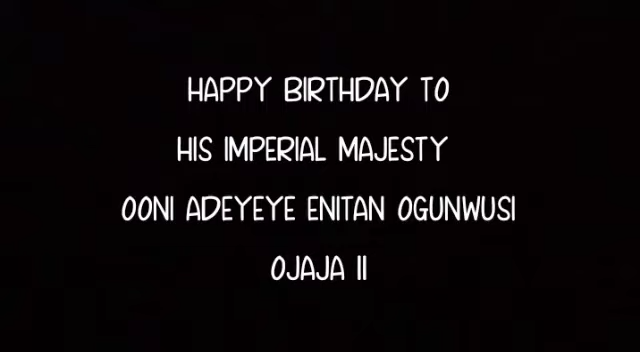 HAPPY BIRTHDAY TO
HIS IMPERIAL MAJESTY
OONI ADEYEYE ENITAN OGUNWUSI
OJAJA II